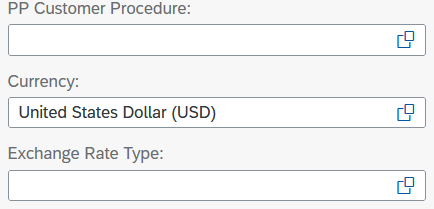 PP Customer Procedure:
Currency:
United States Dollar (USD)
Exchange Rate Type: